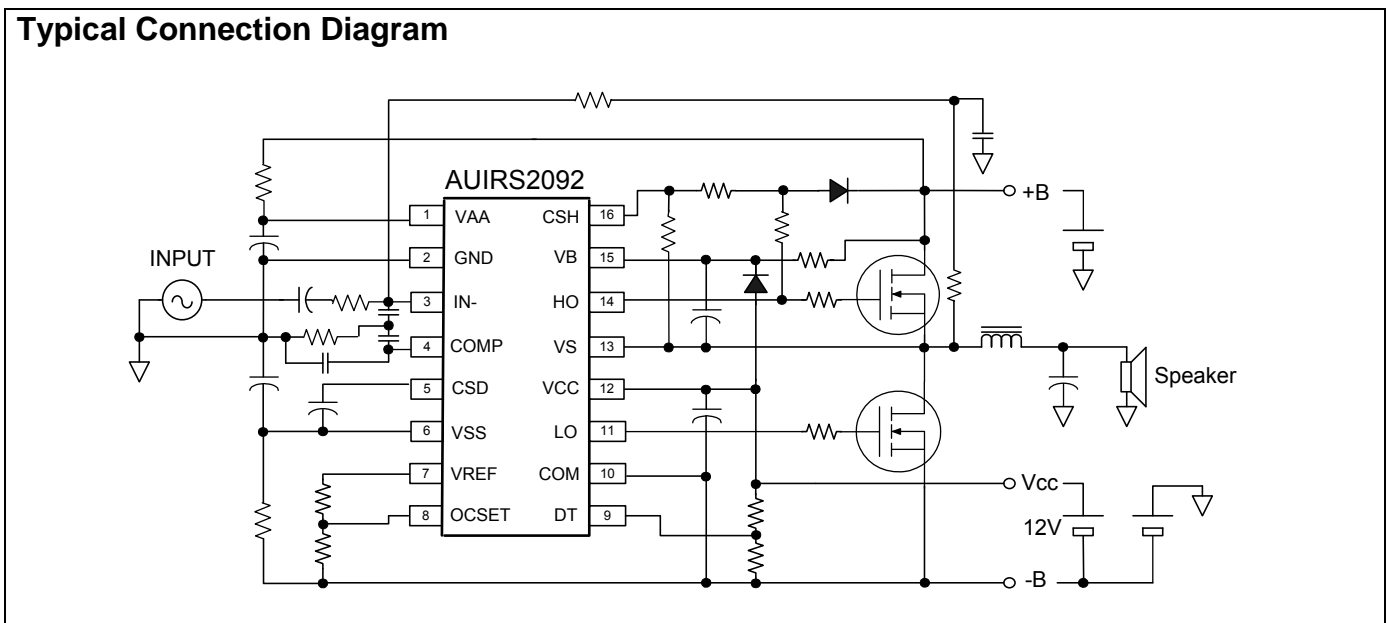 Typical Connection Diagram
AUIRS2092
INPUT
1 VAA CSH 16
2 GND VB 15
3 IN- HO 14
4 COMP VS 13
5 CSD VCC 12
6 VSS LO 11
7 VREF COM 10
8 OCSET DT 9
+B
Speaker
Vcc
12V
-B